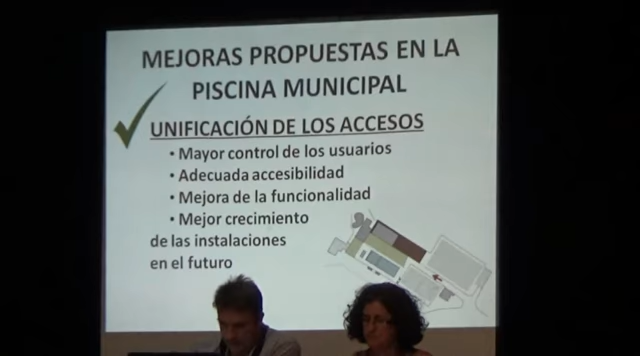 MEJORAS PROPUESTAS EN LA
PISCINA MUNICIPAL
UNIFICACIÓN DE LOS ACCESOS
• Mayor control de los usuarios
• Adecuada accesibilidad
• Mejora de la funcionalidad
• Mejor crecimiento
de las instalaciones
en el futuro